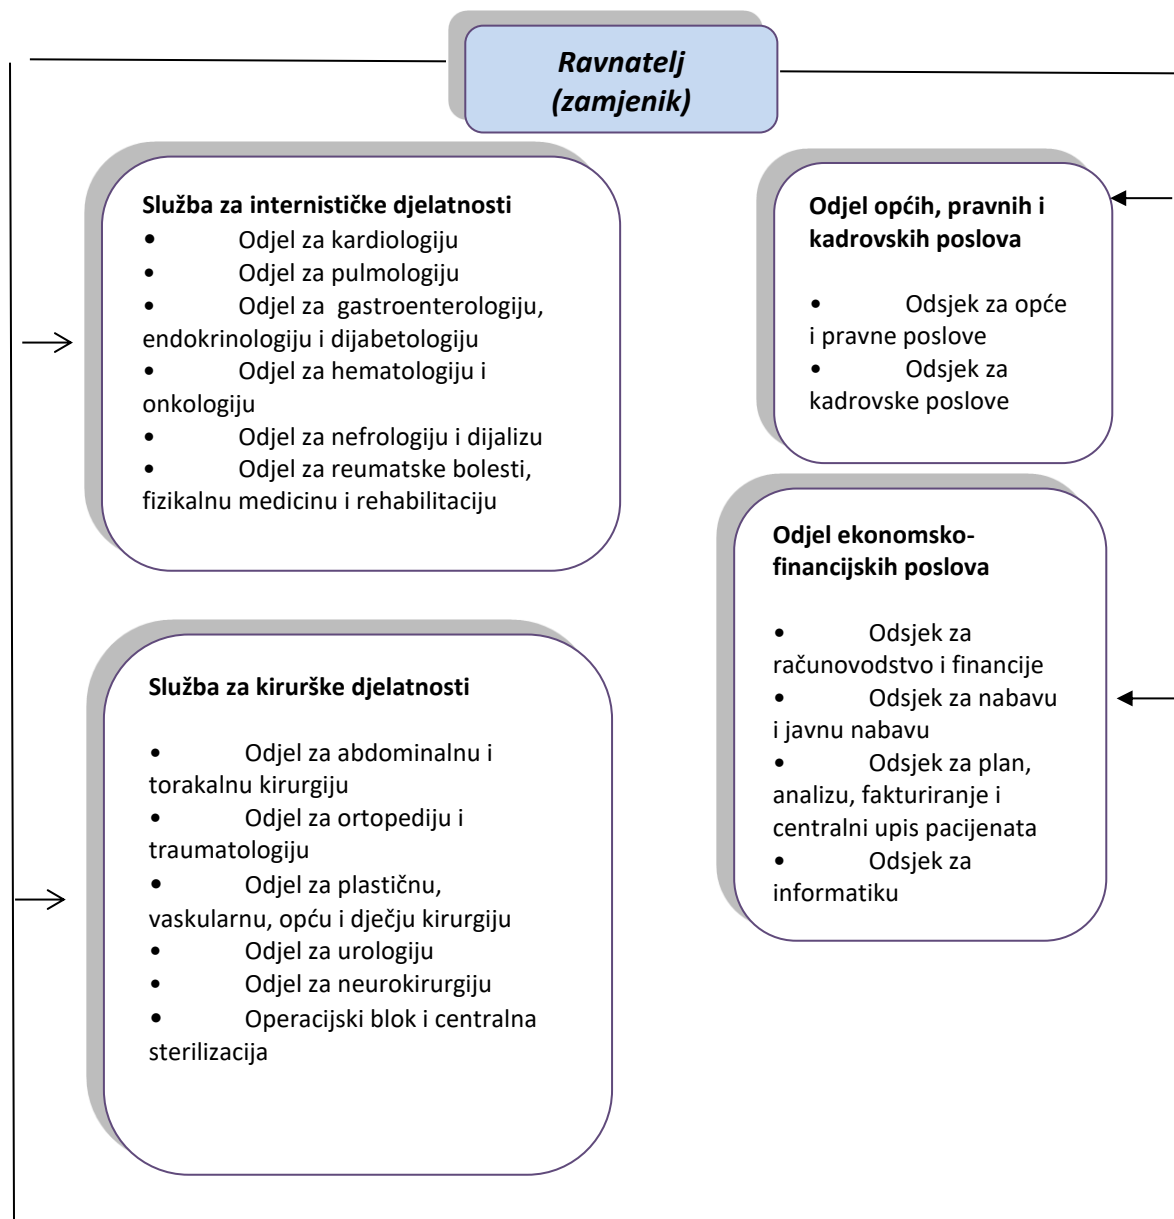 Ravnatelj
(zamjenik)
Služba za internističke djelatnosti
• Odjel za kardiologiju
• Odjel za pulmologiju
• Odjel za gastroenterologiju,
endokrinologiju i dijabetologiju
• Odjel za hematologiju i
onkologiju
• Odjel za nefrologiju i dijalizu
• Odjel za reumatske bolesti,
fizikalnu medicinu i rehabilitaciju
Odjel općih, pravnih i
kadrovskih poslova
• Odsjek za opće
i pravne poslove
• Odsjek za
kadrovske poslove
Služba za kirurške djelatnosti
• Odjel za abdominalnu i
torakalnu kirurgiju
• Odjel za ortopediju i
traumatologiju
• Odjel za plastičnu,
vaskularnu, opću i dječju kirurgiju
• Odjel za urologiju
• Odjel za neurokirurgiju
• Operacijski blok i centralna
sterilizacija
Odjel ekonomsko-
financijskih poslova
• Odsjek za
računovodstvo i financije
• Odsjek za nabavu
i javnu nabavu
• Odsjek za plan,
analizu, fakturiranje i
centralni upis pacijenata
• Odsjek za
informatiku